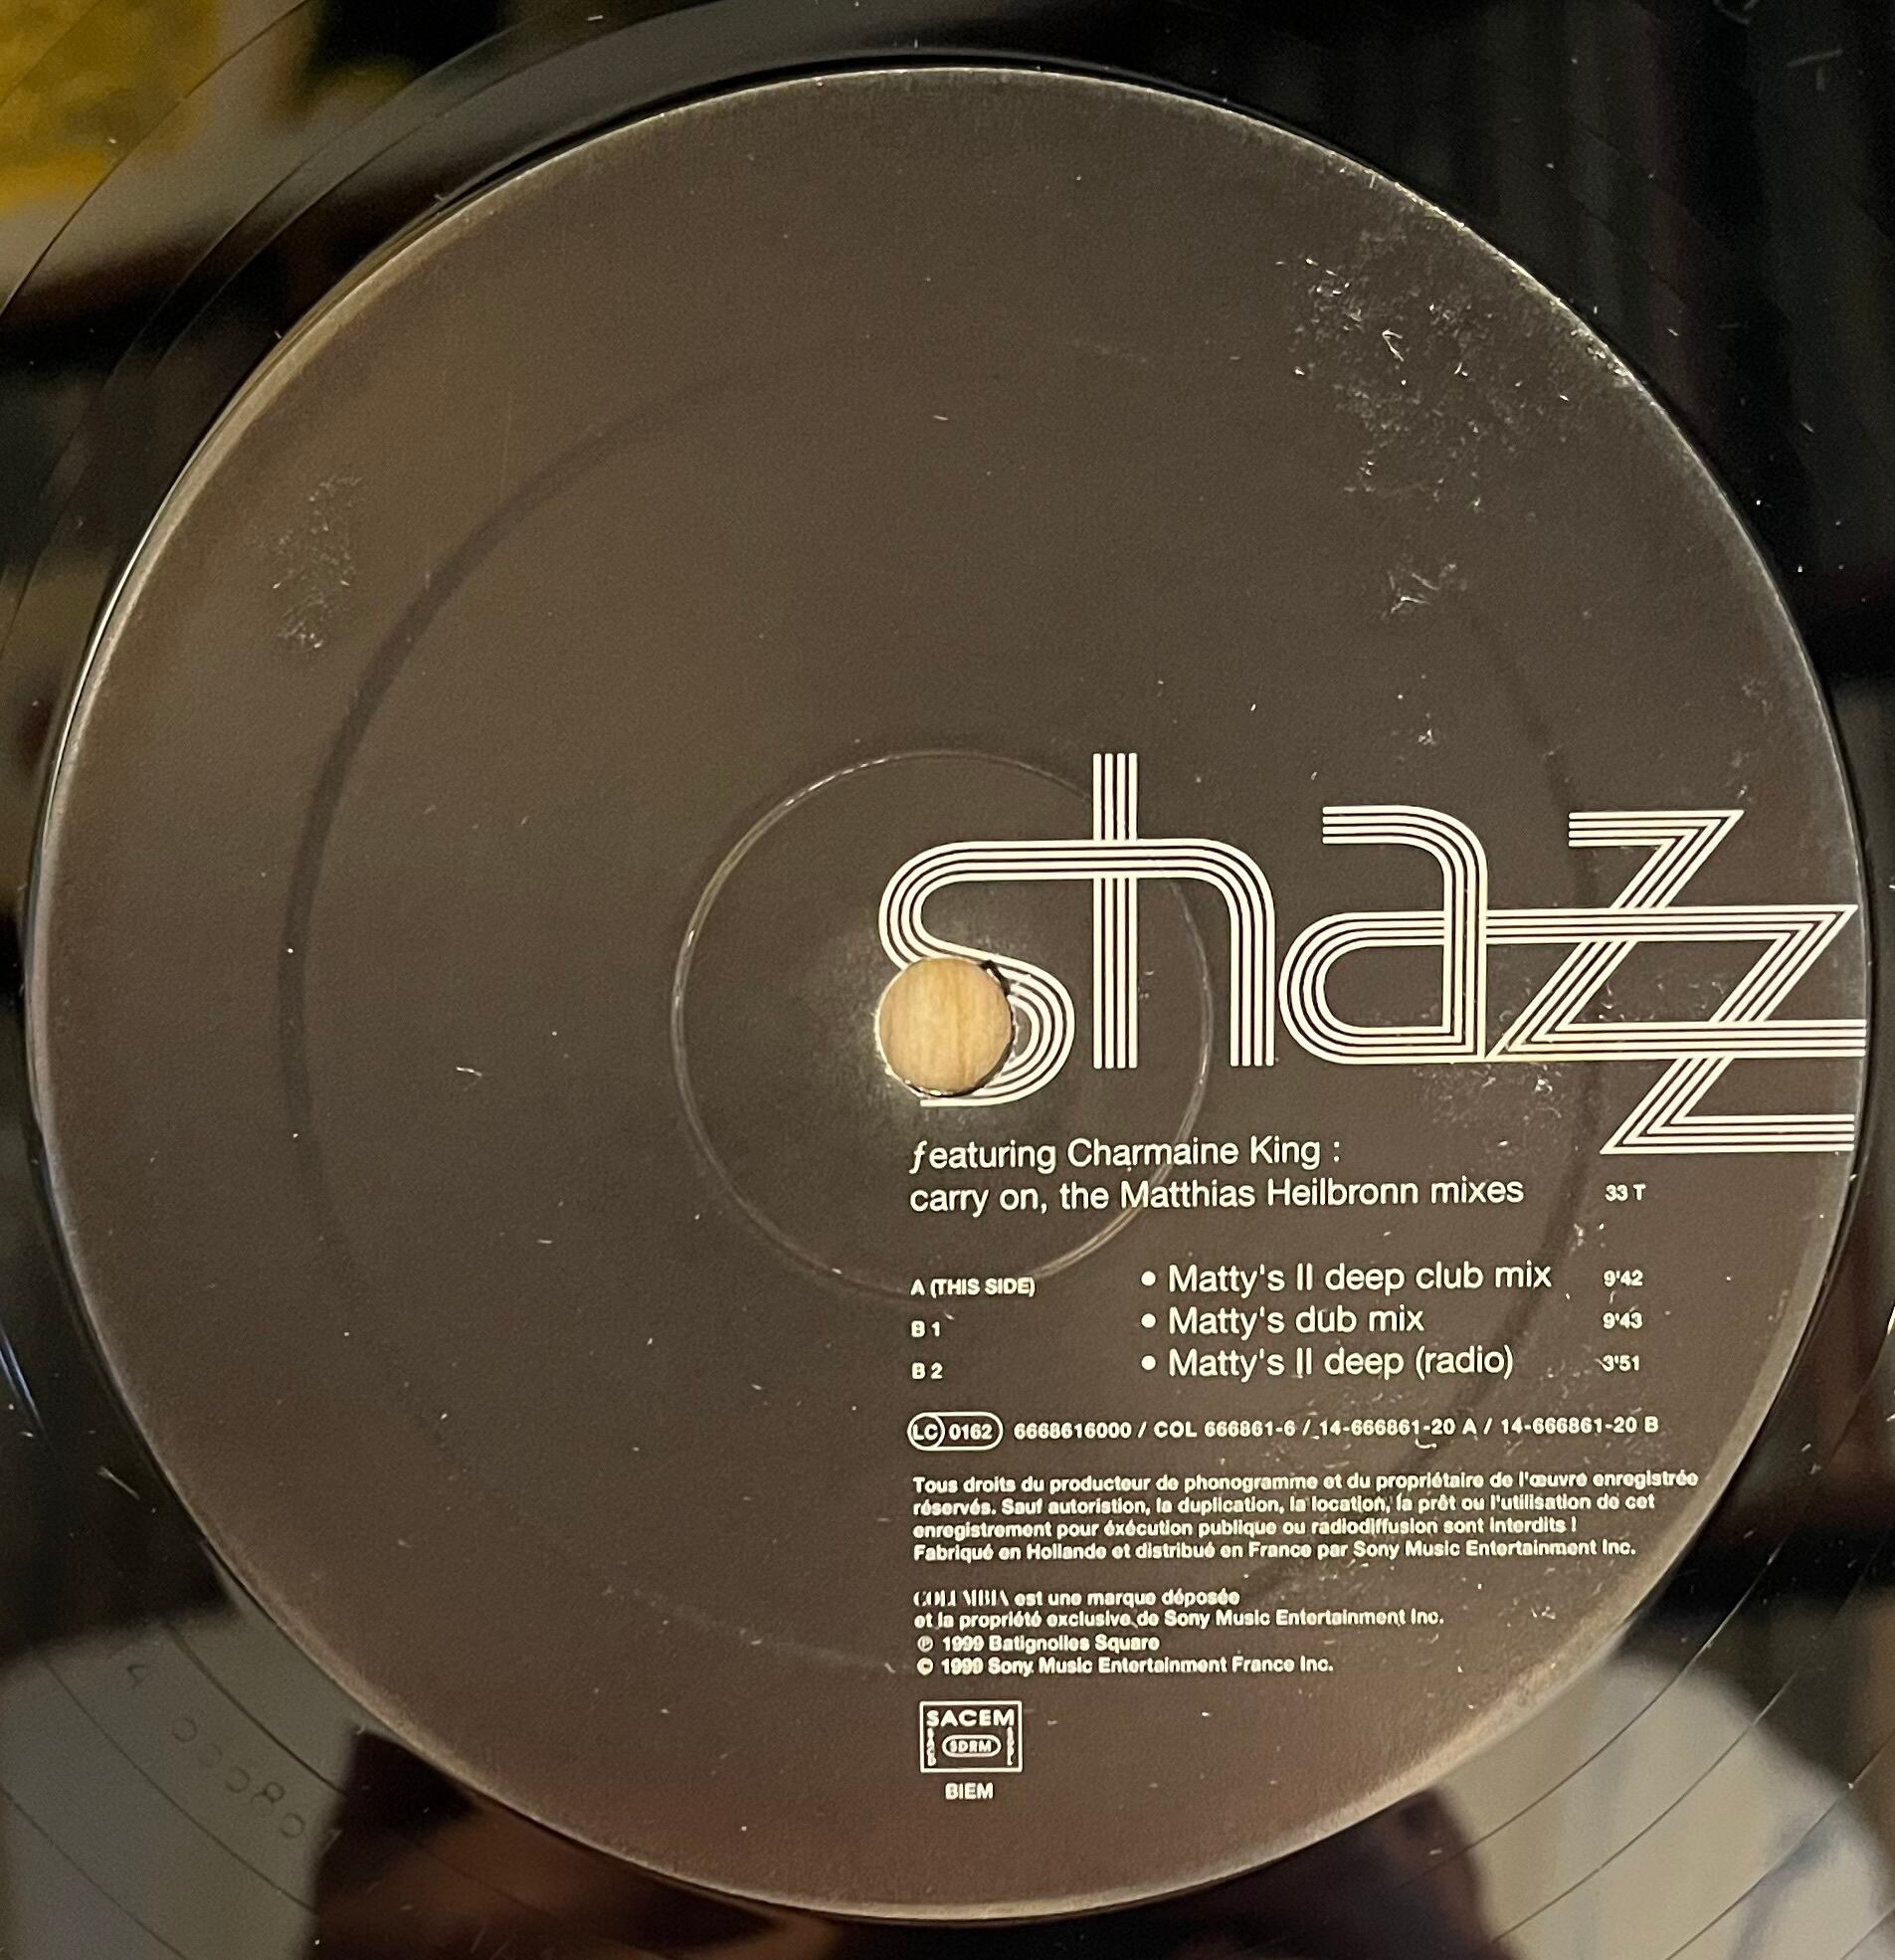 shazz
featuring Charmaine King :
carry on, the Matthias Heilbronn mixes 33 T
A (THIS SIDE) • Matty's II deep club mix 9'42
B 1 • Matty's dub mix 9'43
B 2 • Matty's II deep (radio) 3'51
LC 0162 6668616000 / COL 666861-6 / 14-666861-20 A / 14-666861-20 B
Tous droits du producteur de phonogramme et du propriétaire de l'œuvre enregistrée
réservés. Sauf autoristion, la duplication, la location, la prêt ou l'utilisation de cet
enregistrement pour éxécution publique ou radiodiffusion sont interdits !
Fabriqué en Hollande et distribué en France par Sony Music Entertainment Inc.
COLUMBIA est une marque déposée
et la propriété exclusive de Sony Music Entertainment Inc.
℗ 1999 Batignolles Square
© 1999 Sony Music Entertainment France Inc.
SACEM
SDRM
BIEM